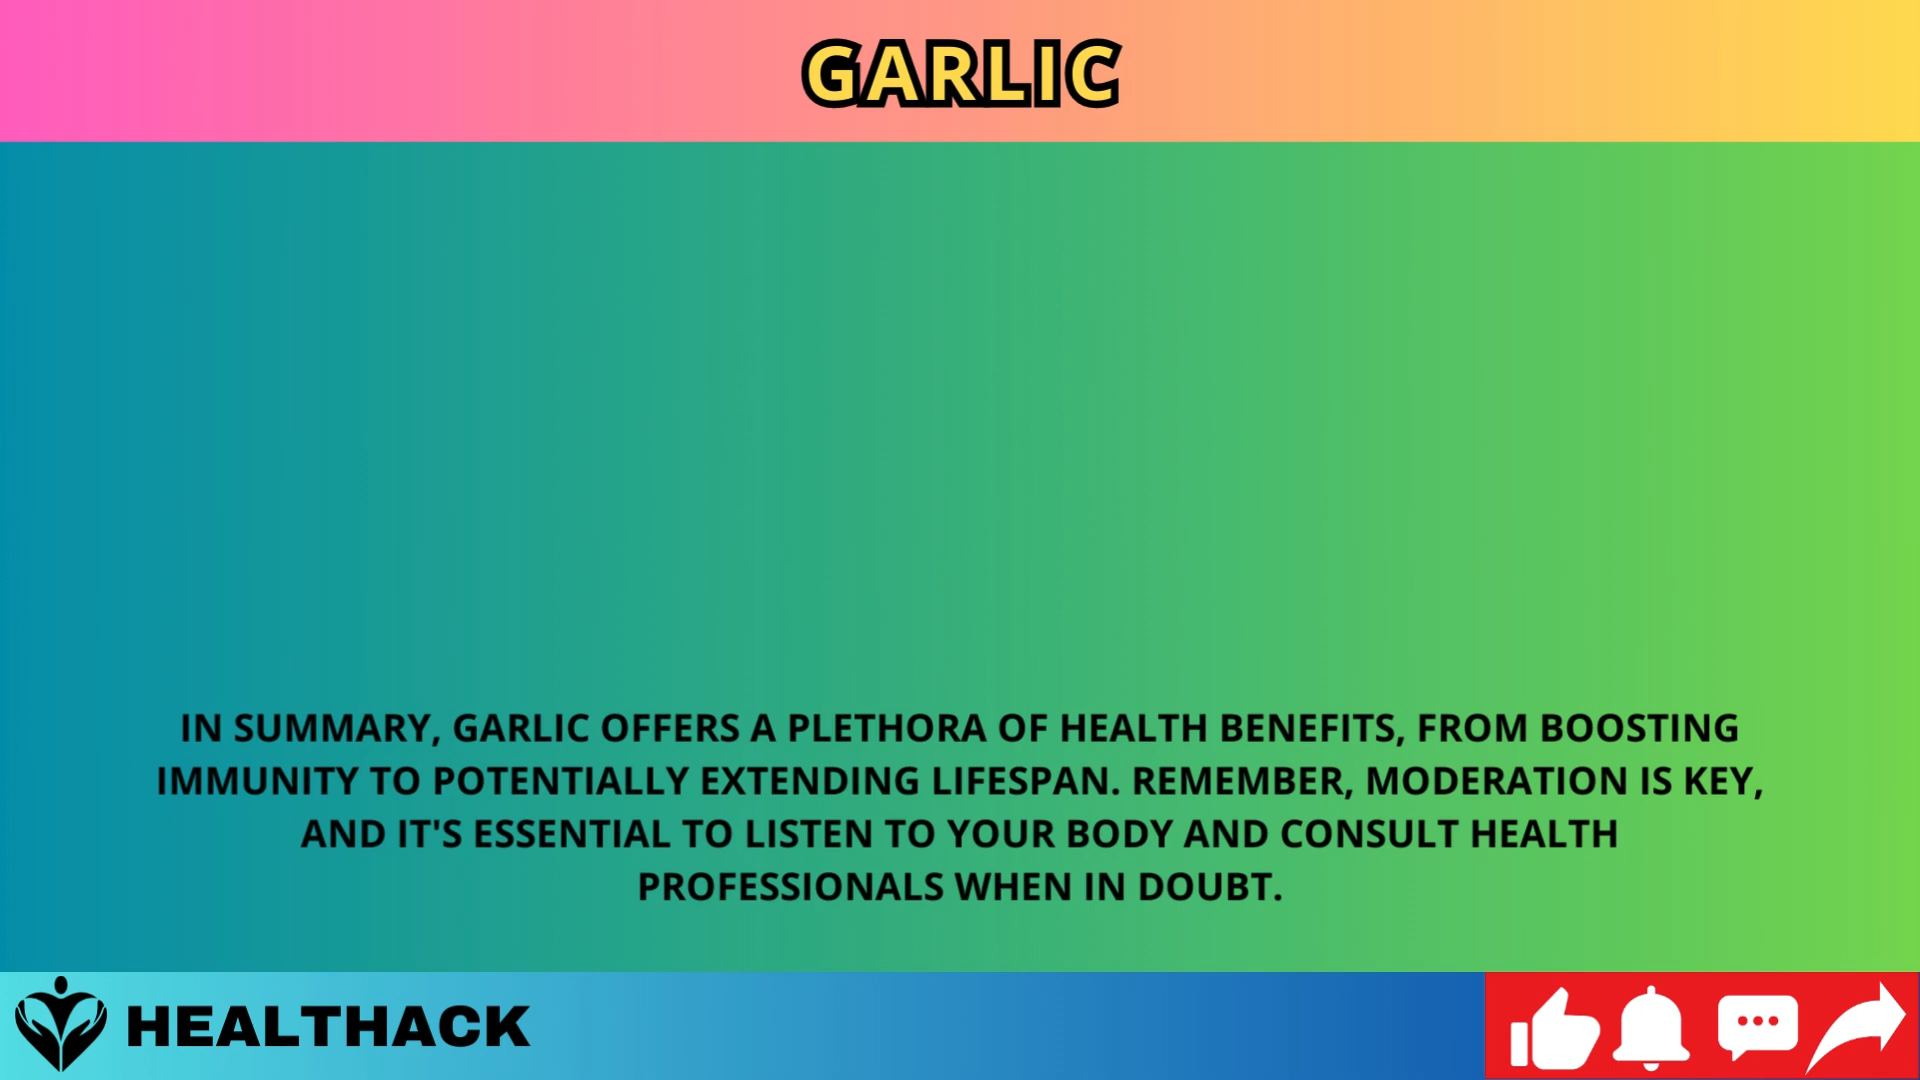 GARLIC
IN SUMMARY, GARLIC OFFERS A PLETHORA OF HEALTH BENEFITS, FROM BOOSTING
IMMUNITY TO POTENTIALLY EXTENDING LIFESPAN. REMEMBER, MODERATION IS KEY,
AND IT'S ESSENTIAL TO LISTEN TO YOUR BODY AND CONSULT HEALTH
PROFESSIONALS WHEN IN DOUBT.
HEALTHACK